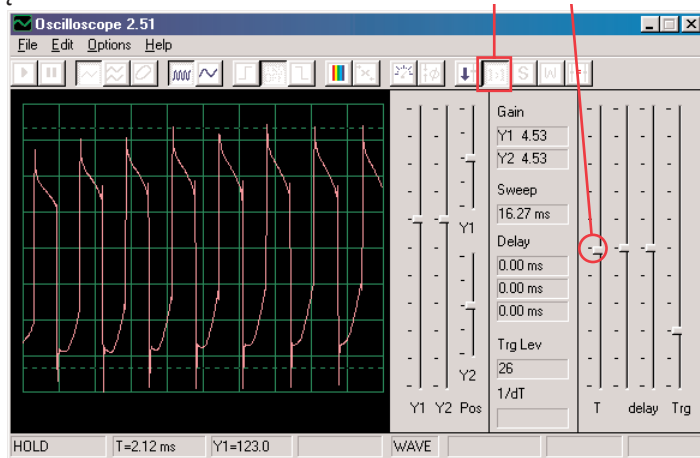 Oscilloscope 2.51
File Edit Options Help
1:1 S W
Gain
Y1 4.53
Y2 4.53
Sweep
16.27 ms
Y1
Delay
0.00 ms
0.00 ms
0.00 ms
Trg Lev
26
Y2
1/dT
Y1 Y2 Pos
T delay Trg
HOLD T=2.12 ms Y1=123.0 WAVE